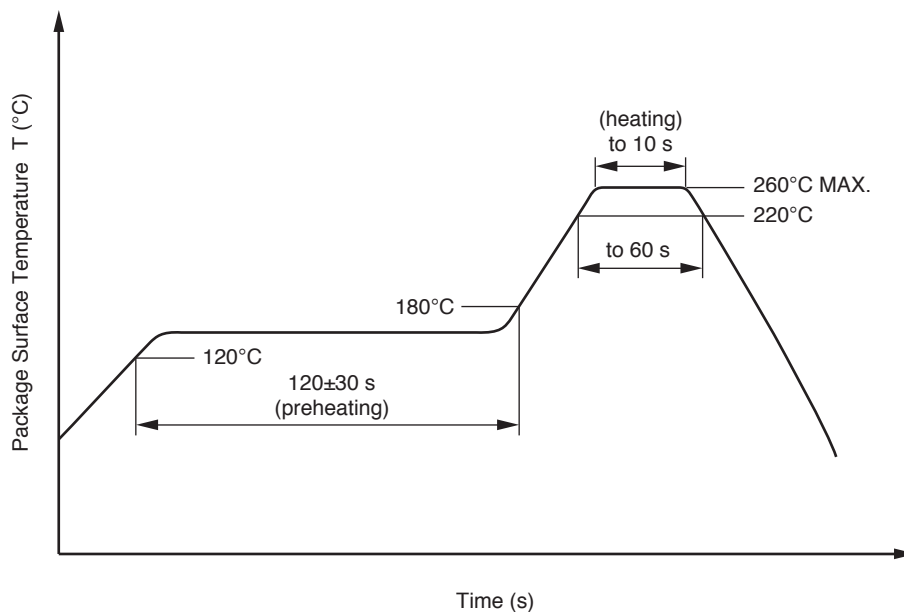 Package Surface Temperature T (°C)
(heating)
to 10 s
260°C MAX.
220°C
to 60 s
180°C
120°C
120±30 s
(preheating)
Time (s)